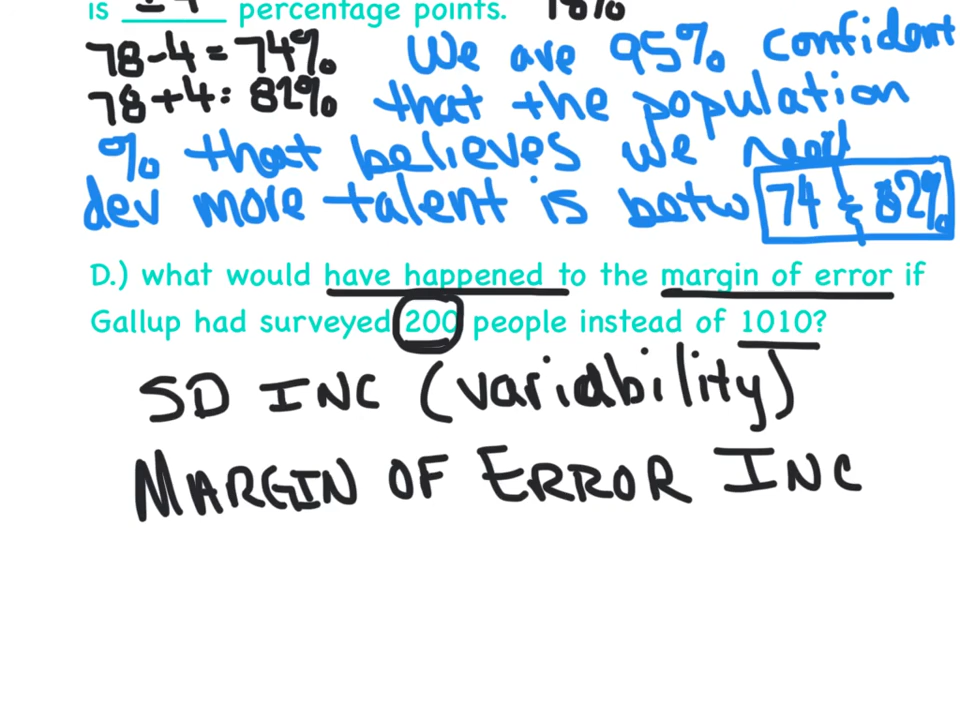 is ±4 percentage points. 78%
78-4=74% We are 95% confident
78+4= 82% that the population
% that believes we need
dev more talent is betw 74 & 82%
D.) what would have happened to the margin of error if
Gallup had surveyed 200 people instead of 1010?
SD INC (variability)
MARGIN OF ERROR INC